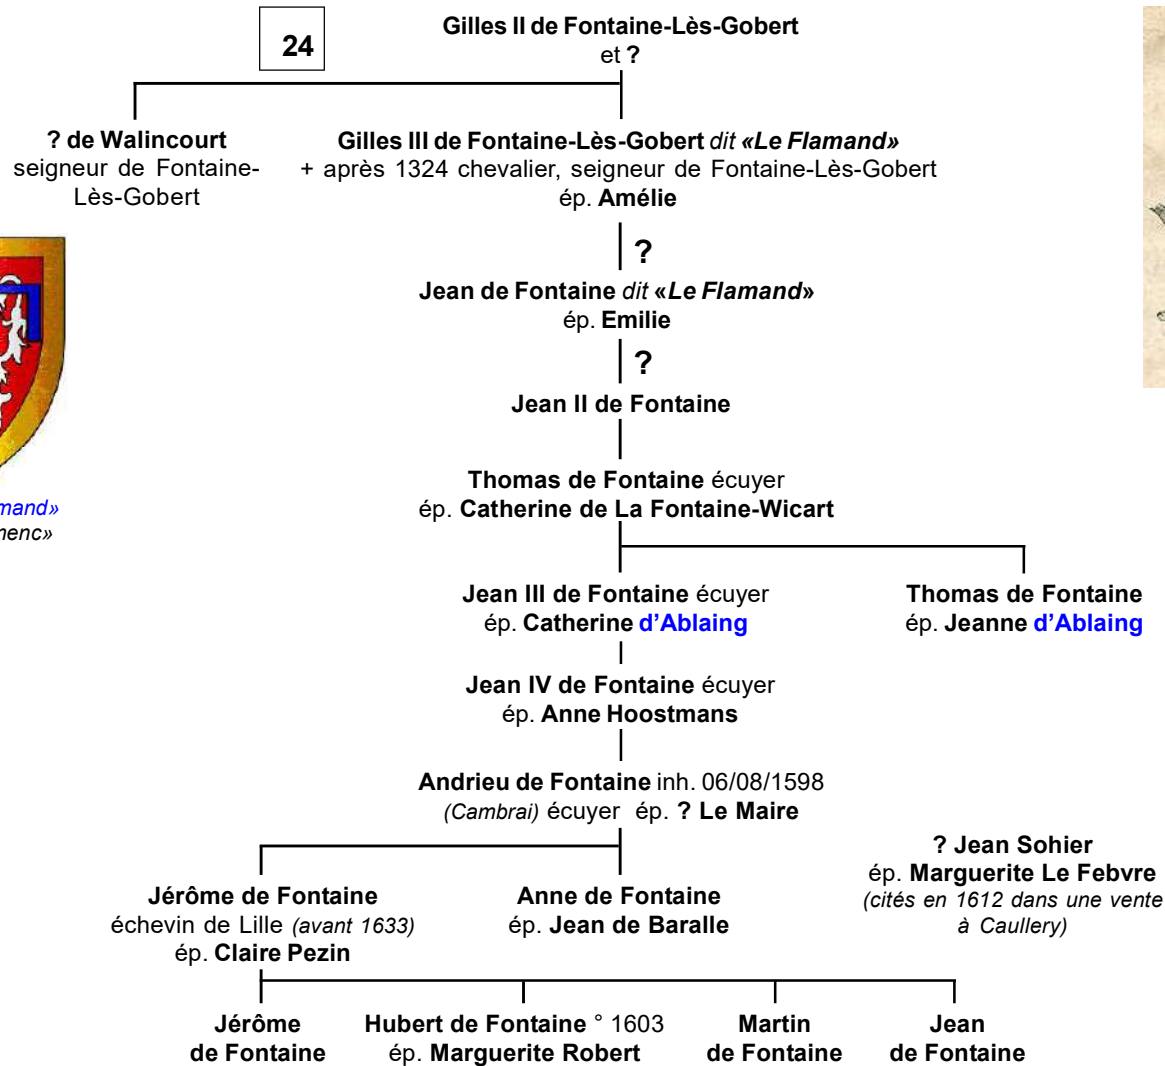 24
Gilles II de Fontaine-Lès-Gobert
et ?
? de Walincourt
seigneur de Fontaine-
Lès-Gobert
Gilles III de Fontaine-Lès-Gobert dit «Le Flamand»
+ après 1324 chevalier, seigneur de Fontaine-Lès-Gobert
ép. Amélie
?
Jean de Fontaine dit «Le Flamand»
ép. Emilie
?
Jean II de Fontaine
mand»
nenc»
Thomas de Fontaine écuyer
ép. Catherine de La Fontaine-Wicart
Jean III de Fontaine écuyer
ép. Catherine d'Ablaing
Thomas de Fontaine
ép. Jeanne d'Ablaing
Jean IV de Fontaine écuyer
ép. Anne Hoostmans
Andrieu de Fontaine inh. 06/08/1598
(Cambrai) écuyer ép. ? Le Maire
? Jean Sohier
ép. Marguerite Le Febvre
(cités en 1612 dans une vente
à Caullery)
Jérôme de Fontaine
échevin de Lille (avant 1633)
ép. Claire Pezin
Anne de Fontaine
ép. Jean de Baralle
Jérôme
de Fontaine
Hubert de Fontaine ° 1603
ép. Marguerite Robert
Martin
de Fontaine
Jean
de Fontaine